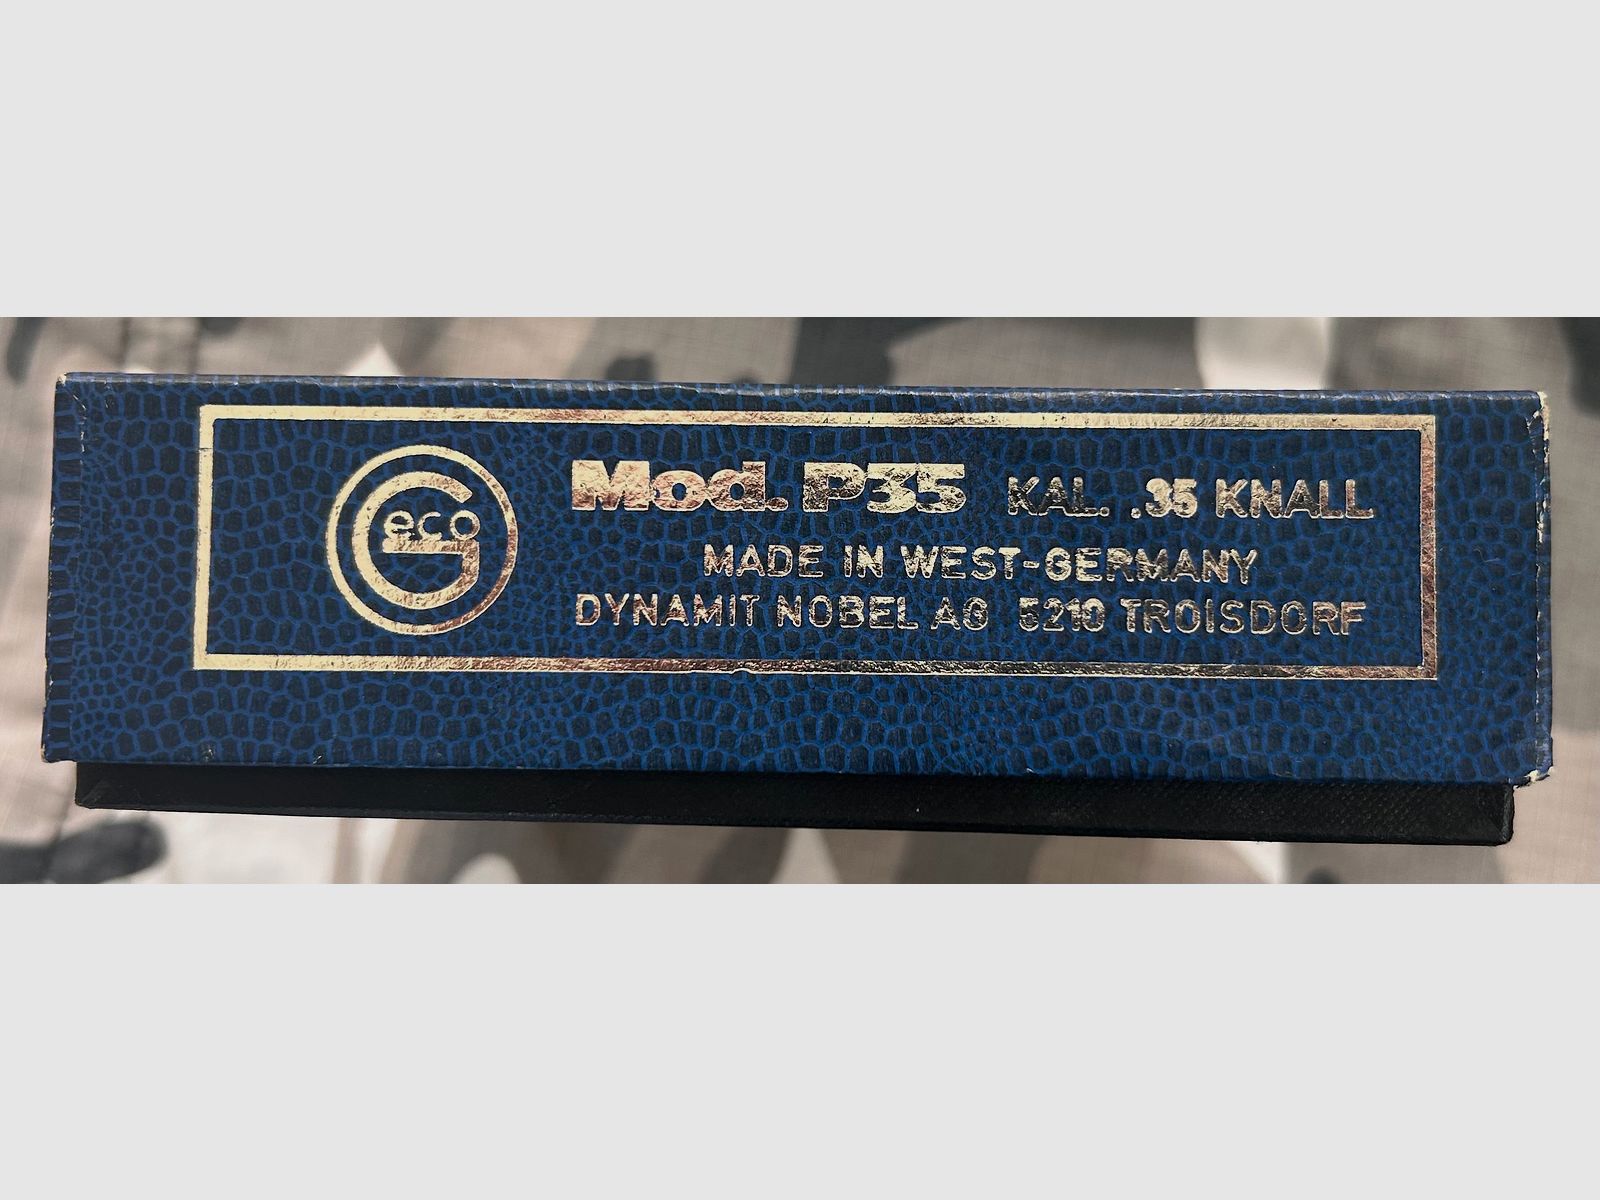 Geco
Mod. P35 KAL. .35 KNALL
MADE IN WEST-GERMANY
DYNAMIT NOBEL AG 5210 TROISDORF